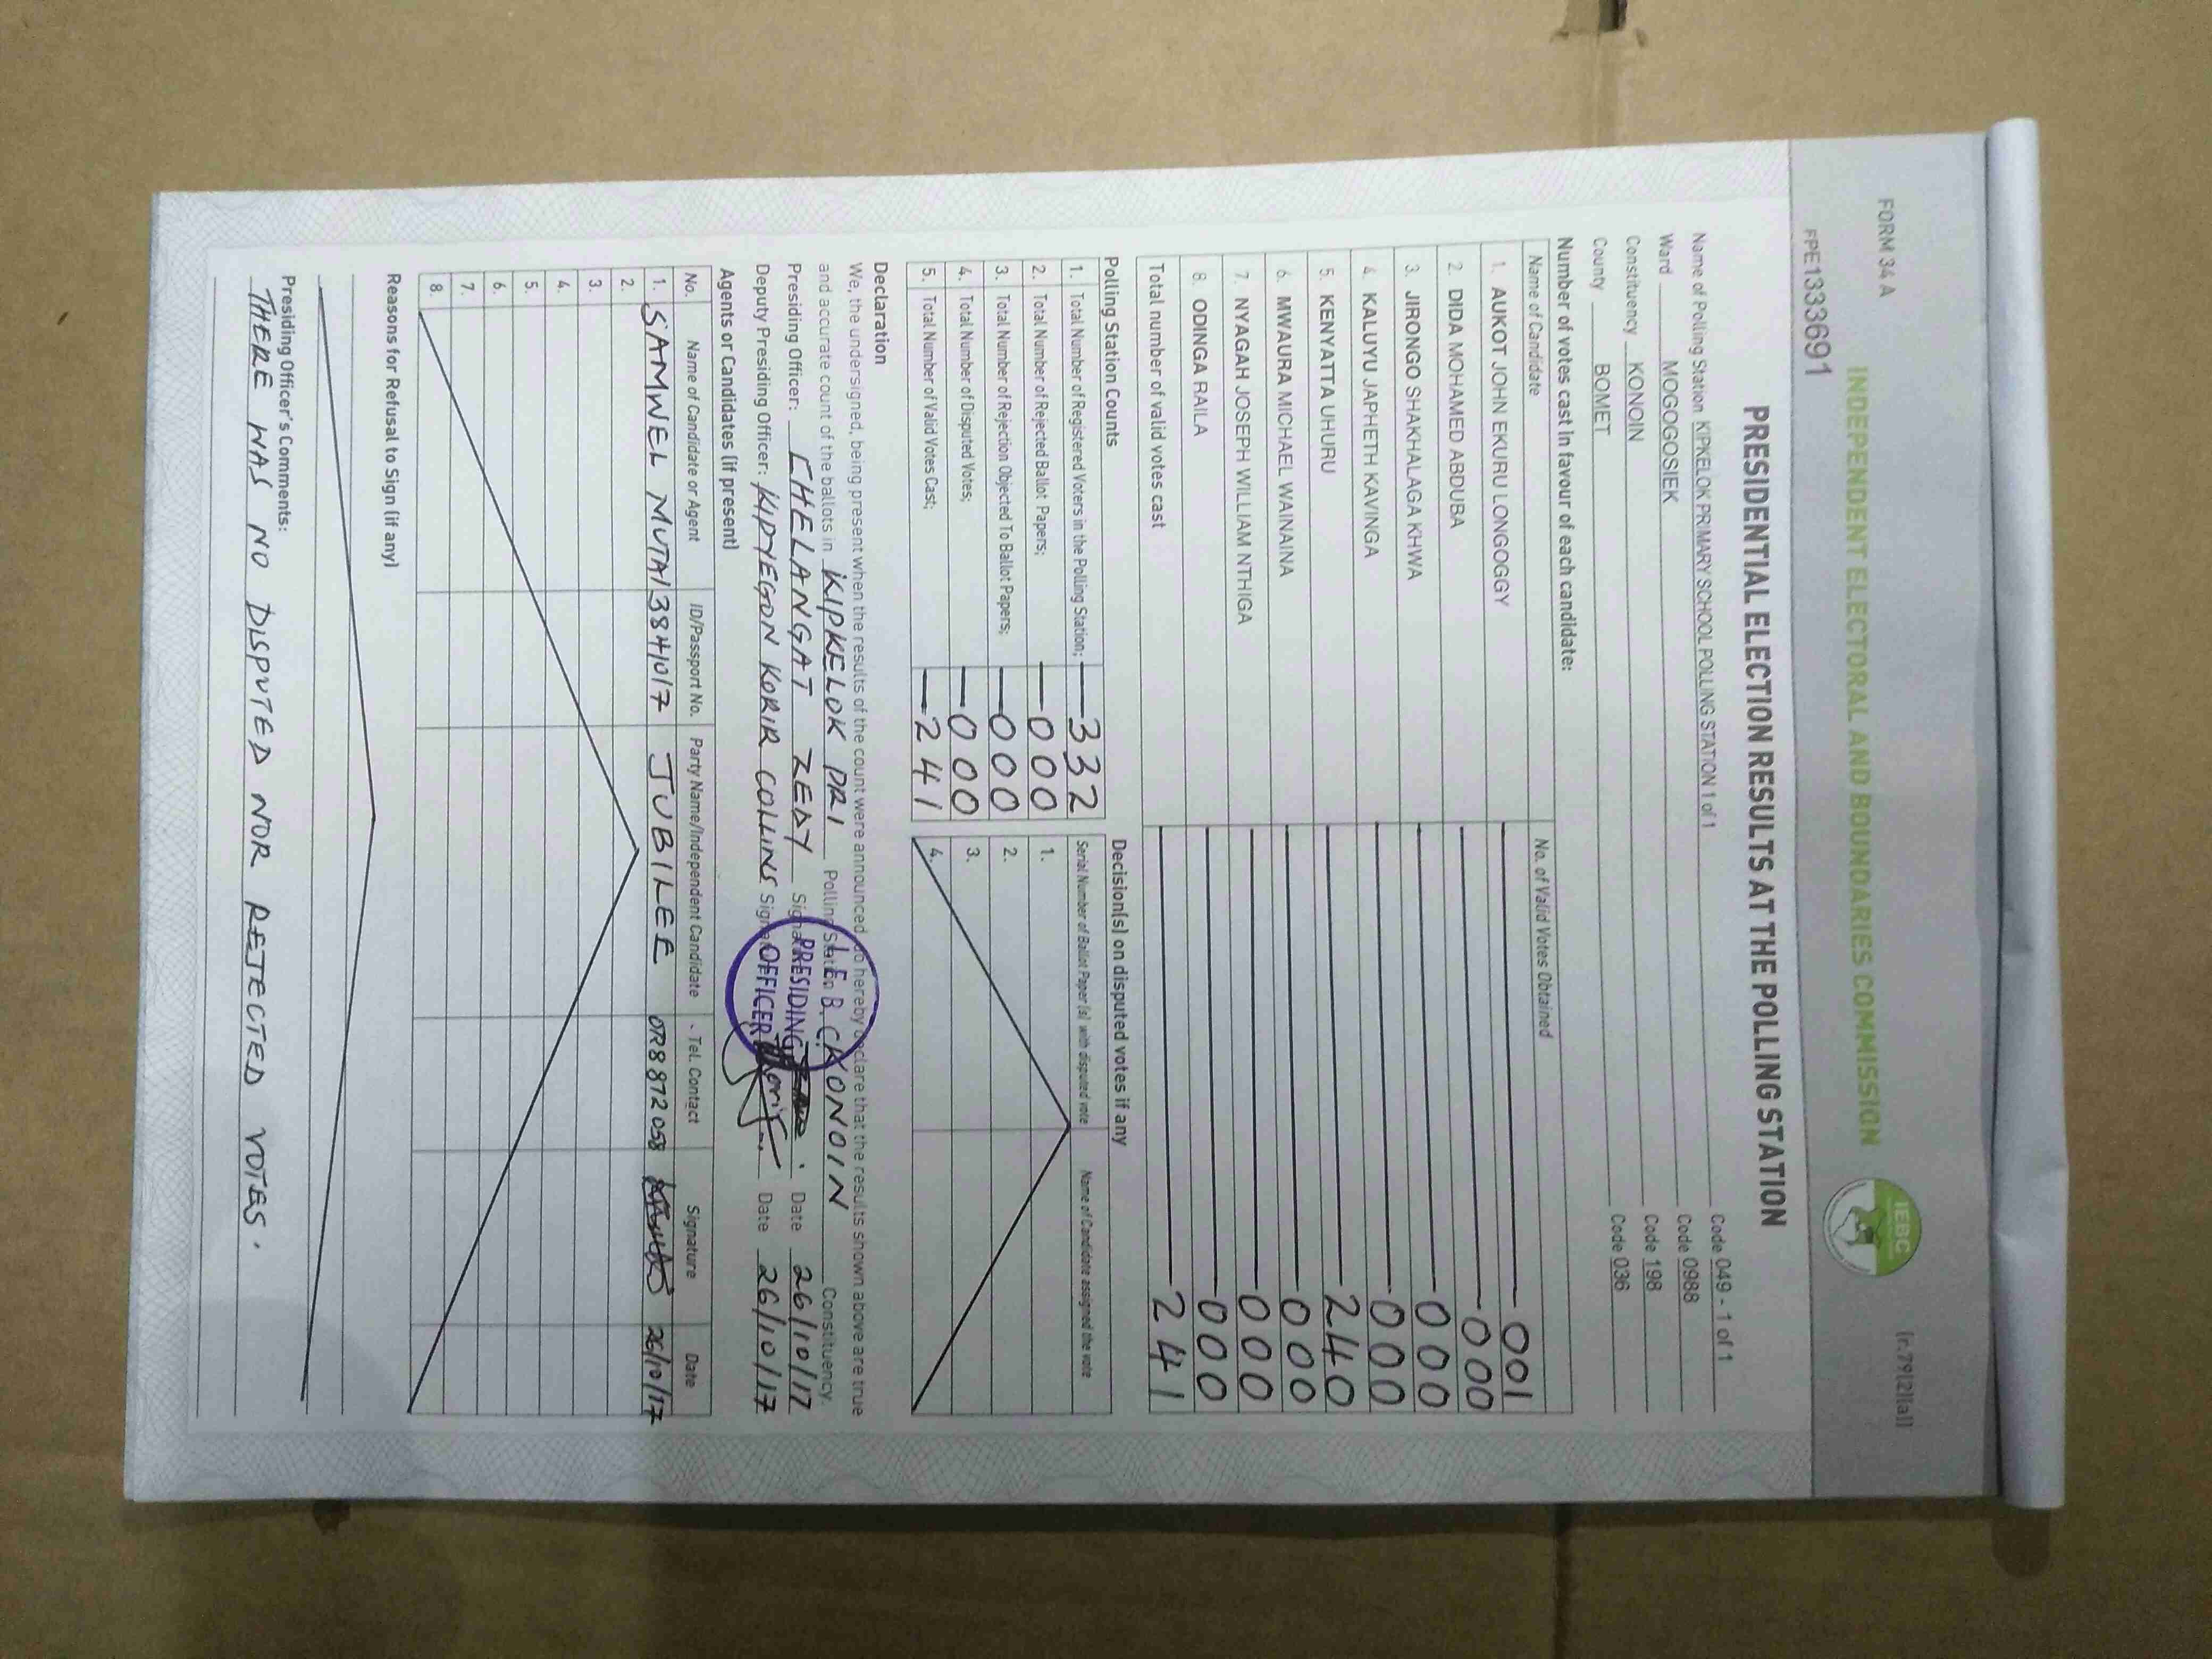 FORM 34 A
(r.79(2)(a))
INDEPENDENT ELECTORAL AND BOUNDARIES COMMISSION
IEBC
FPE1333691
PRESIDENTIAL ELECTION RESULTS AT THE POLLING STATION
Name of Polling Station KIPKELOK PRIMARY SCHOOL POLLING STATION 1 of 1 Code 049 - 1 of 1
Ward MOGOGOSIEK Code 0988
Constituency KONOIN Code 198
County BOMET Code 036
Number of votes cast in favour of each candidate:
Name of Candidate No. of Valid Votes Obtained
1. AUKOT JOHN EKURU LONGOGGY 001
2. DIDA MOHAMED ABDUBA 000
3. JIRONGO SHAKHALAGA KHWA 000
4. KALUYU JAPHETH KAVINGA 000
5. KENYATTA UHURU 240
6. MWAURA MICHAEL WAINAINA 000
7. NYAGAH JOSEPH WILLIAM NTHIGA 000
8. ODINGA RAILA 000
Total number of valid votes cast 241
Polling Station Counts
1. Total Number of Registered Voters in the Polling Station; 332
2. Total Number of Rejected Ballot Papers; 000
3. Total Number of Rejection Objected To Ballot Papers; 000
4. Total Number of Disputed Votes; 000
5. Total Number of Valid Votes Cast; 241
Decision(s) on disputed votes if any
Serial Number of Ballot Paper (s) with disputed vote Name of Candidate assigned the vote
1.
2.
3.
4.
Declaration
We, the undersigned, being present when the results of the count were announced do hereby declare that the results shown above are true
and accurate count of the ballots in KIPKELOK PRI Polling Station KONOIN Constituency.
Presiding Officer: CHELANGAT ZEDY Date 26/10/17
Deputy Presiding Officer: KIPYEGON KORIR COLLINS Date 26/10/17
I.E.B.C
PRESIDING
OFFICER
Agents or Candidates (if present)
No. Name of Candidate or Agent ID/Passport No. Party Name/Independent Candidate Tel. Contact Signature Date
1. SAMWEL MUTAI 13841017 JUBILEE 0728872058 26/10/17
2.
3.
4.
5.
6.
7.
8.
Reasons for Refusal to Sign (if any)
Presiding Officer's Comments:
THERE WAS NO DISPUTED NOR REJECTED VOTES.